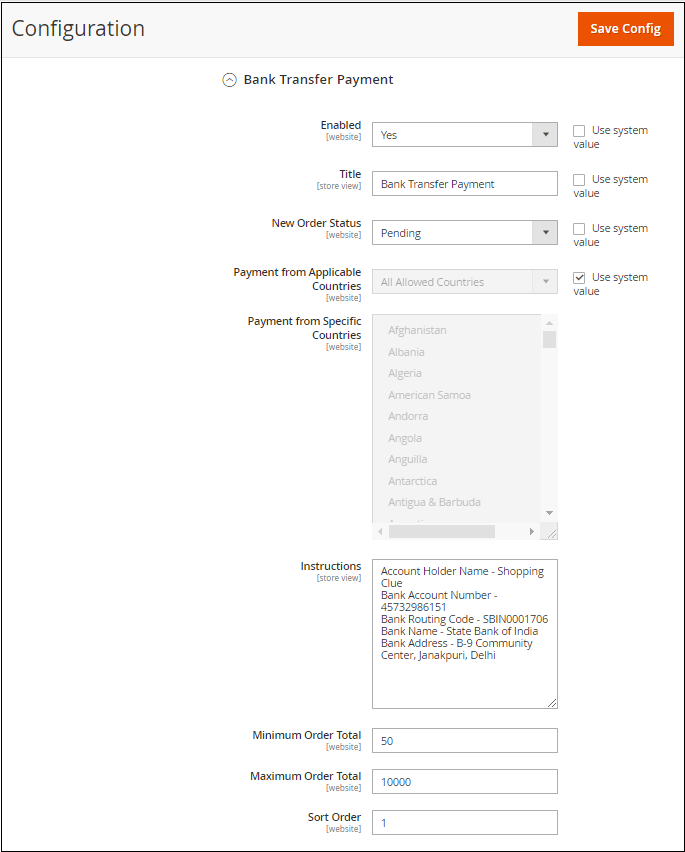 Configuration
Save Config
Bank Transfer Payment
Enabled
[website]
Yes
Use system
value
Title
[store view]
Bank Transfer Payment
Use system
value
New Order Status
[website]
Pending
Use system
value
Payment from Applicable
Countries
[website]
All Allowed Countries
Use system
value
Payment from Specific
Countries
[website]
Afghanistan
Albania
Algeria
American Samoa
Andorra
Angola
Anguilla
Antarctica
Antigua & Barbuda
Instructions
[store view]
Account Holder Name - Shopping
Clue
Bank Account Number -
45732986151
Bank Routing Code - SBIN0001706
Bank Name - State Bank of India
Bank Address - B-9 Community
Center, Janakpuri, Delhi
Minimum Order Total
[website]
50
Maximum Order Total
[website]
10000
Sort Order
[website]
1